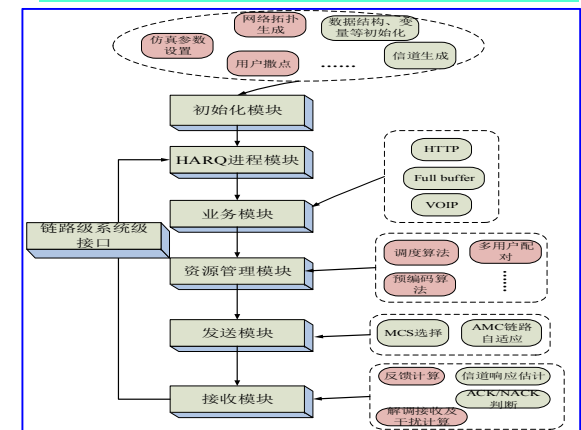 网络拓扑
生成
数据结构、变
量等初始化
仿真参数
设置
用户撒点
……
信道生成
初始化模块
HARQ进程模块
HTTP
Full buffer
VOIP
业务模块
链路级系统级
接口
资源管理模块
调度算法
多用户配
对
预编码算
法
……
发送模块
MCS选择
AMC链路
自适应
接收模块
反馈计算
信道响应估计
ACK/NACK
判断
解调接收及
干扰计算